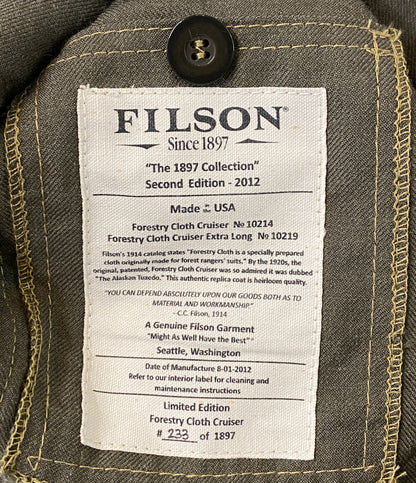 FILSON®
Since 1897
"The 1897 Collection"
Second Edition - 2012
Made in the USA
Forestry Cloth Cruiser № 10214
Forestry Cloth Cruiser Extra Long № 10219
Filson's 1914 catalog states "Forestry Cloth is a specially prepared
cloth originally made for forest rangers' suits." By the 1920s, the
original, patented, Forestry Cloth Cruiser was so admired it was dubbed
"The Alaskan Tuxedo." This authentic replica coat is heirloom quality.
"YOU CAN DEPEND ABSOLUTELY UPON OUR GOODS BOTH AS TO
MATERIAL AND WORKMANSHIP."
- C.C. Filson, 1914
A Genuine Filson Garment
"Might As Well Have the Best"
Seattle, Washington
Date of Manufacture 8-01-2012
Refer to our interior label for cleaning and
maintenance instructions
Limited Edition
Forestry Cloth Cruiser
# 233 of 1897